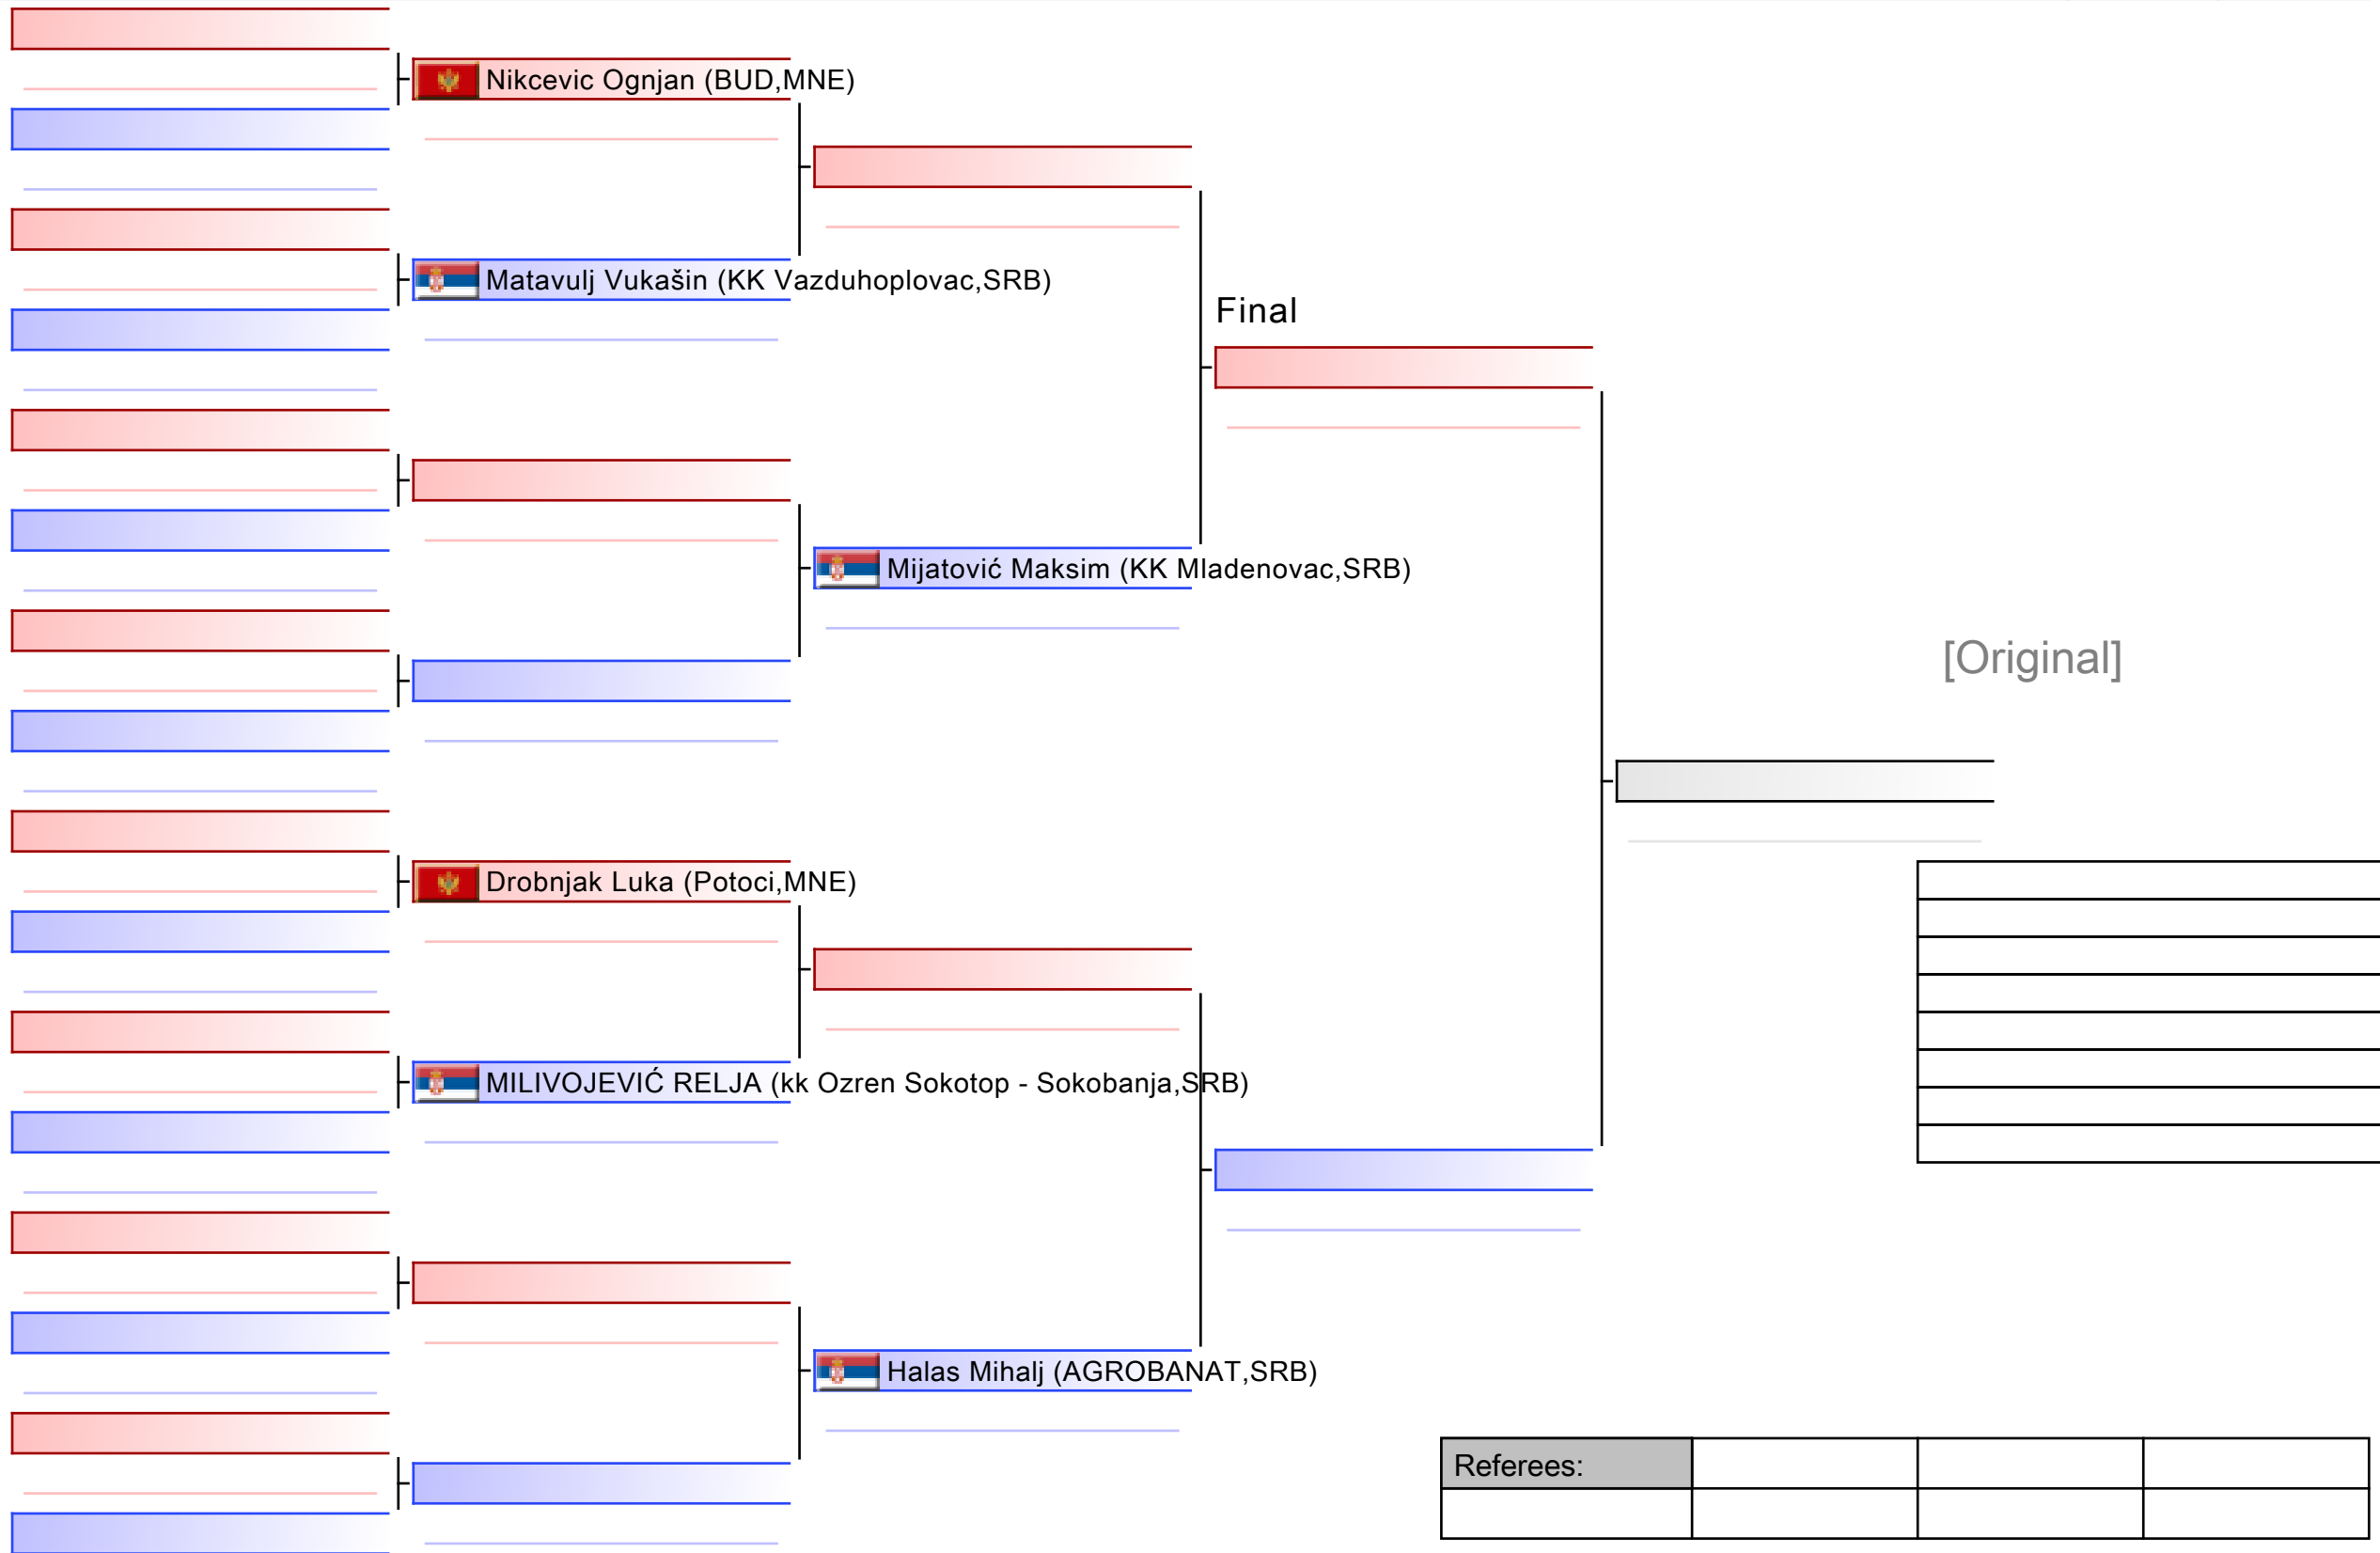 Nikcevic Ognjan (BUD,MNE)
Matavulj Vukašin (KK Vazduhoplovac,SRB)
Final
Mijatović Maksim (KK Mladenovac,SRB)
[Original]
Drobnjak Luka (Potoci,MNE)
MILIVOJEVIĆ RELJA (kk Ozren Sokotop - Sokobanja,SRB)
Halas Mihalj (AGROBANAT,SRB)
Referees: